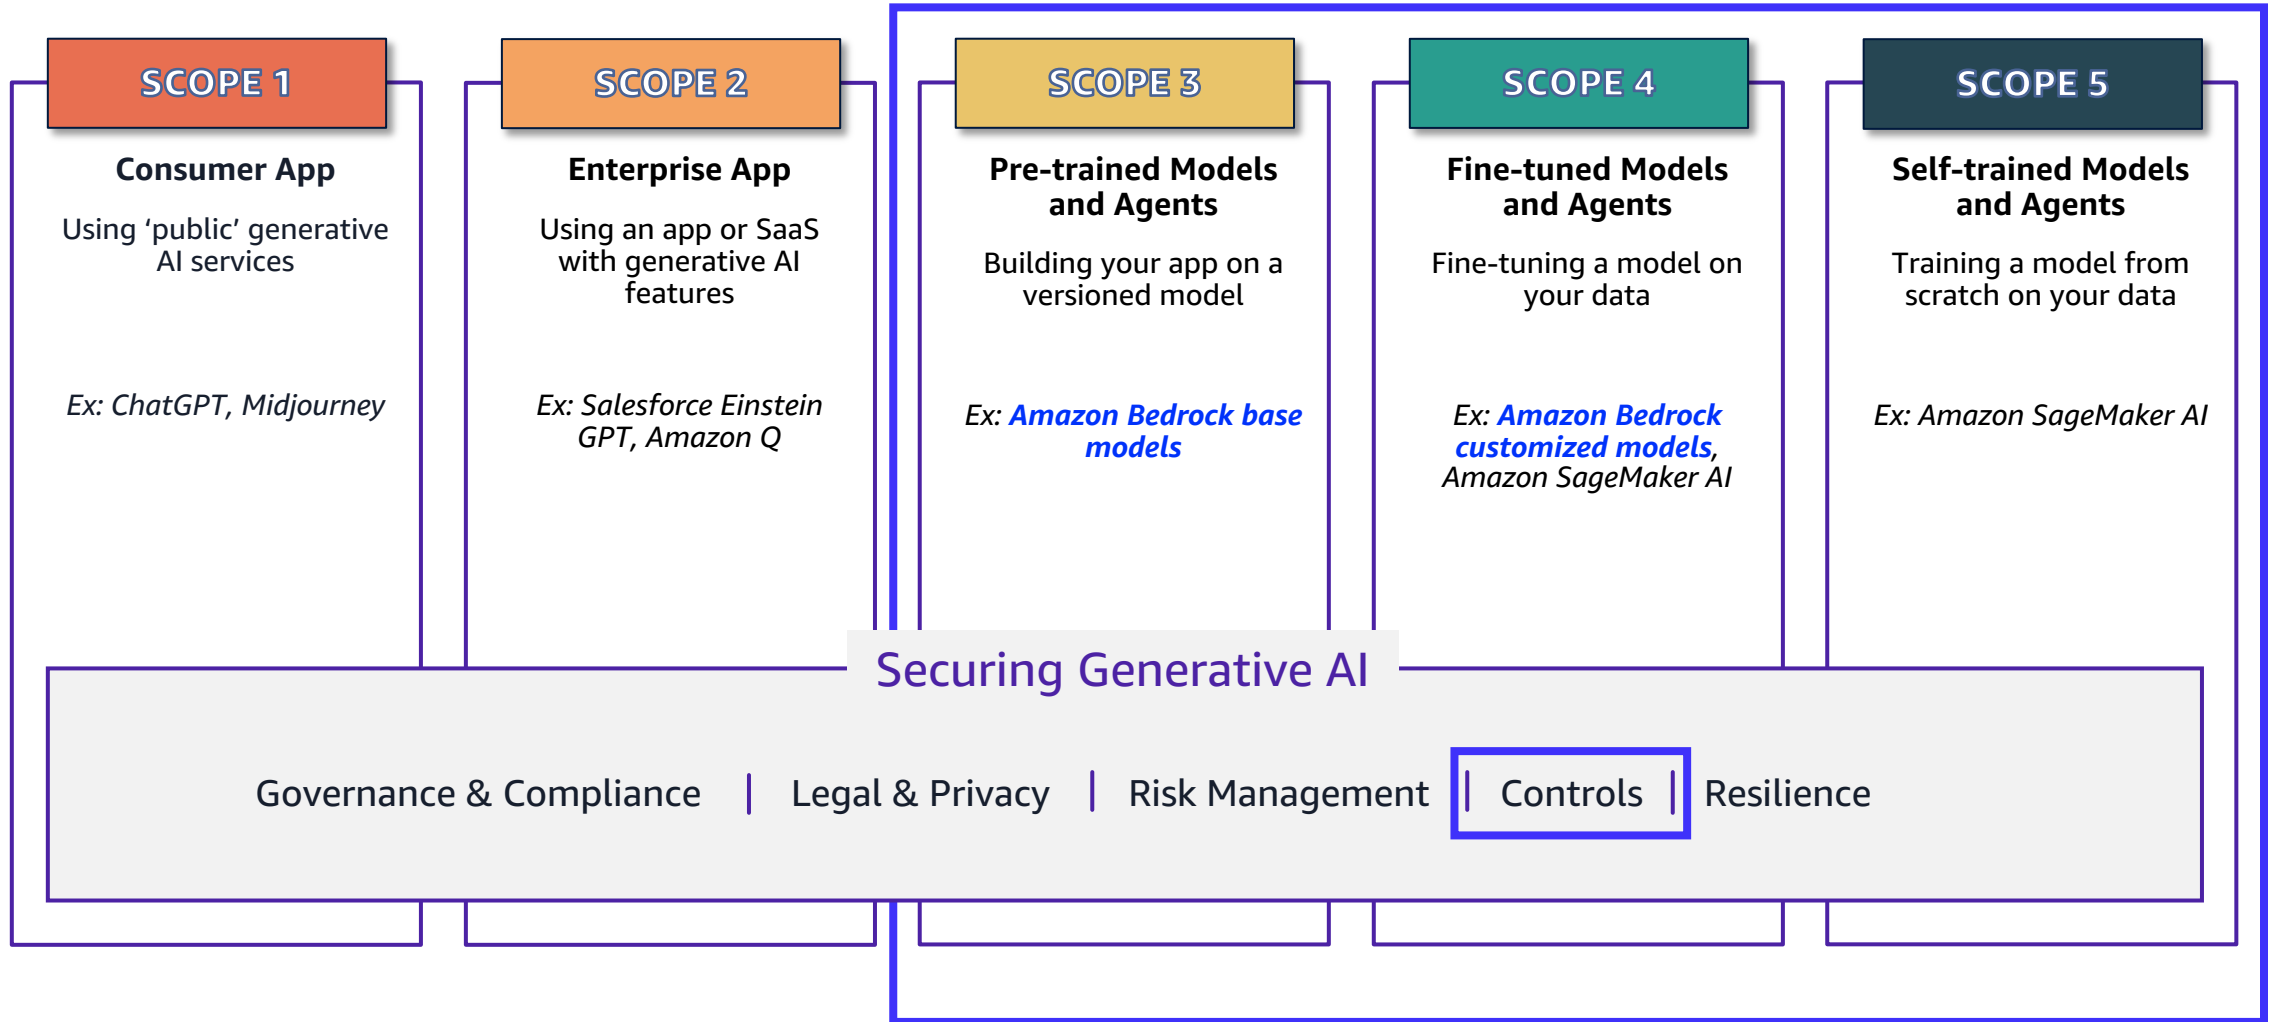 SCOPE 1
Consumer App
Using ‘public’ generative
AI services
Ex: ChatGPT, Midjourney
SCOPE 2
Enterprise App
Using an app or SaaS
with generative AI
features
Ex: Salesforce Einstein
GPT, Amazon Q
SCOPE 3
Pre-trained Models
and Agents
Building your app on a
versioned model
Ex: Amazon Bedrock base
models
SCOPE 4
Fine-tuned Models
and Agents
Fine-tuning a model on
your data
Ex: Amazon Bedrock
customized models,
Amazon SageMaker AI
SCOPE 5
Self-trained Models
and Agents
Training a model from
scratch on your data
Ex: Amazon SageMaker AI
Securing Generative AI
Governance & Compliance | Legal & Privacy | Risk Management | Controls | Resilience